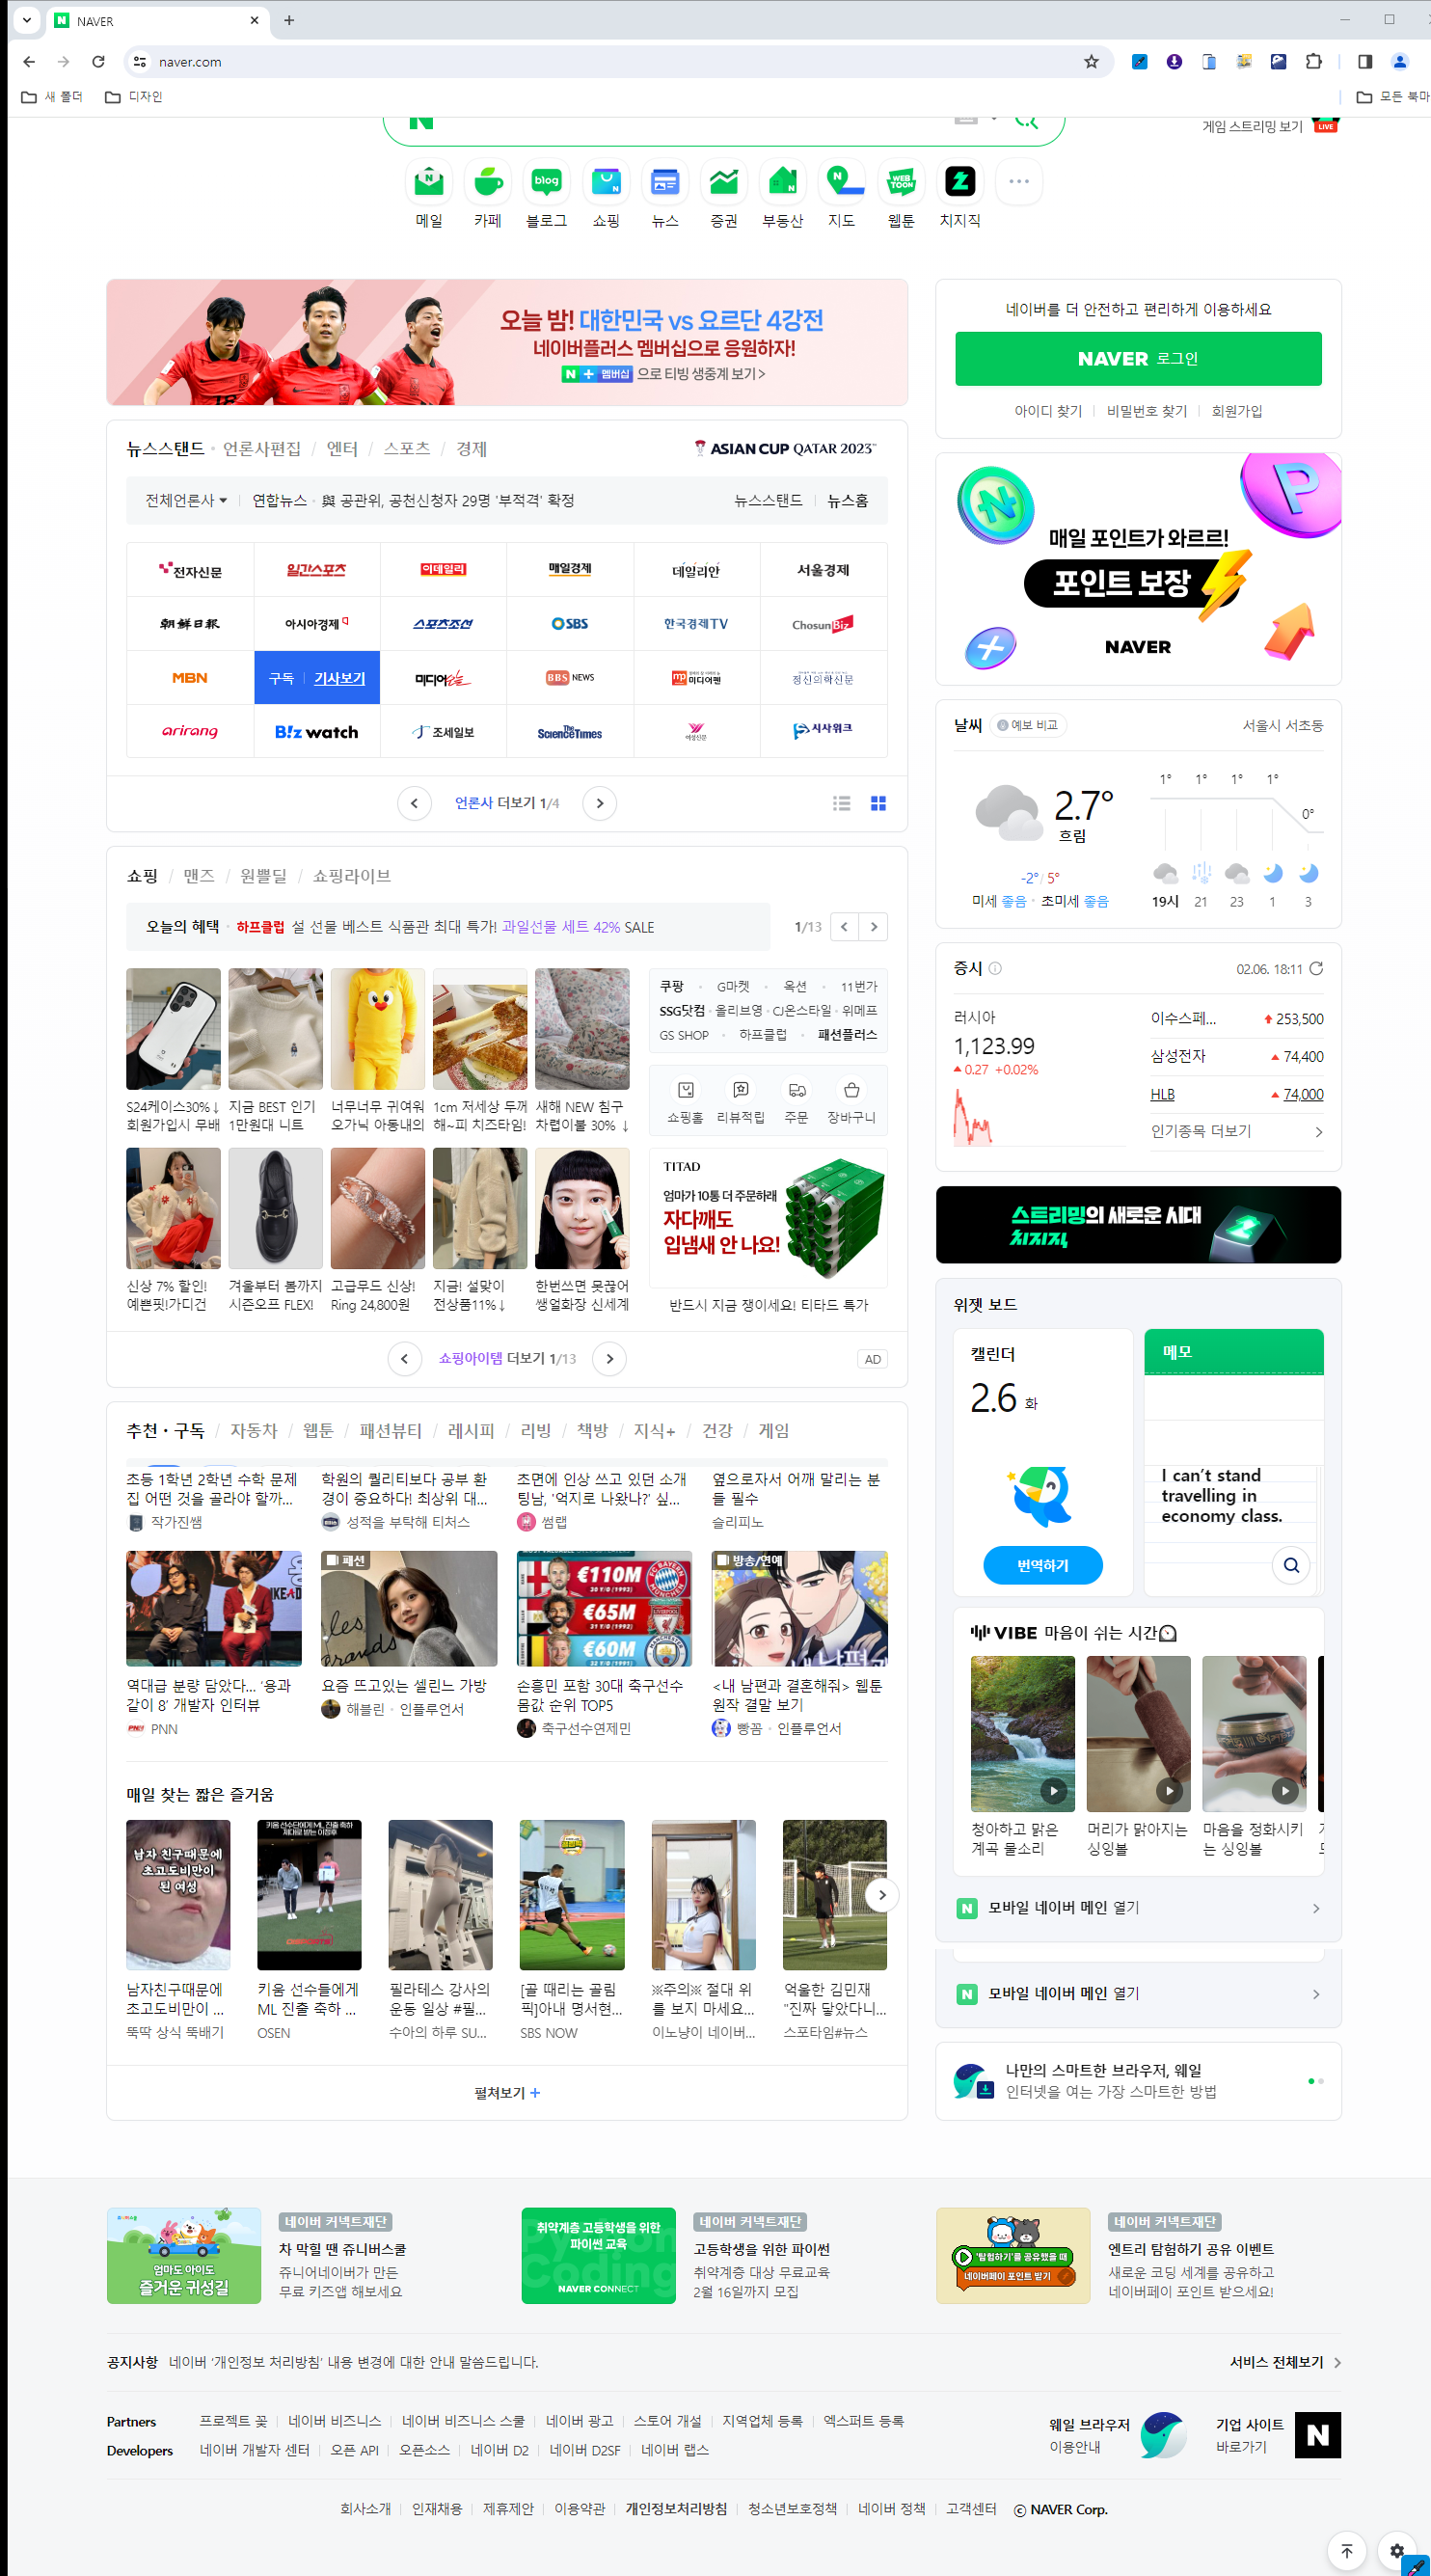 NAVER
naver.com
새 폴더
디자인
모든 북마
게임 스트리밍 보기
LIVE
메일
카페
blog
블로그
쇼핑
뉴스
증권
부동산
지도
WEB
TOON
웹툰
치지직
오늘 밤! 대한민국 vs 요르단 4강전
네이버플러스 멤버십으로 응원하자!
N + 멤버십 으로 티빙 생중계 보기 >
네이버를 더 안전하고 편리하게 이용하세요
NAVER 로그인
아이디 찾기
비밀번호 찾기
회원가입
뉴스스탠드 · 언론사편집 / 엔터 / 스포츠 / 경제
ASIAN CUP QATAR 2023™
전체언론사
연합뉴스 · 與 공관위, 공천신청자 29명 '부적격' 확정
뉴스스탠드
뉴스홈
전자신문
일간스포츠
이데일리
매일경제
데일리안
서울경제
朝鮮日報
아시아경제
스포츠조선
SBS
한국경제TV
ChosunBiz
MBN
구독
기사보기
미디어오늘
BBS NEWS
mp 미디어펜
정신의학신문
arirang
B!z watch
조세일보
The ScienceTimes
여성신문
시사위크
언론사 더보기 1/4
매일 포인트가 와르르!
포인트 보장
NAVER
날씨
예보 비교
서울시 서초동
2.7°
흐림
-2° / 5°
미세 좋음 · 초미세 좋음
1°
1°
1°
1°
0°
19시
21
23
1
3
쇼핑 / 맨즈 / 원쁠딜 / 쇼핑라이브
오늘의 혜택 · 하프클럽 설 선물 베스트 식품관 최대 특가! 과일선물 세트 42% SALE
1/13
S24케이스30%↓
회원가입시 무배
지금 BEST 인기
1만원대 니트
너무너무 귀여워
오가닉 아동내의
1cm 저세상 두께
해~피 치즈타임!
새해 NEW 침구
차렵이불 30% ↓
쿠팡 · G마켓 · 옥션 · 11번가
SSG닷컴 · 올리브영 · CJ온스타일 · 위메프
GS SHOP · 하프클럽 · 패션플러스
쇼핑홈
리뷰적립
주문
장바구니
신상 7% 할인!
예쁜핏!가디건
겨울부터 봄까지
시즌오프 FLEX!
고급무드 신상!
Ring 24,800원
지금! 설맞이
전상품11%↓
한번쓰면 못끊어
쌩얼화장 신세계
TITAD
엄마가 10통 더 주문하래
자다깨도
입냄새 안 나요!
반드시 지금 쟁이세요! 티타드 특가
쇼핑아이템 더보기 1/13
AD
증시
02.06. 18:11
러시아
1,123.99
0.27 +0.02%
이수스페...
253,500
삼성전자
74,400
HLB
74,000
인기종목 더보기
스트리밍의 새로운 시대
치지직
위젯 보드
캘린더
2.6 화
번역하기
메모
I can't stand
travelling in
economy class.
추천 · 구독 / 자동차 / 웹툰 / 패션뷰티 / 레시피 / 리빙 / 책방 / 지식+ / 건강 / 게임
초등 1학년 2학년 수학 문제
집 어떤 것을 골라야 할까...
작가진쌤
학원의 퀄리티보다 공부 환
경이 중요하다! 최상위 대...
성적을 부탁해 티처스
초면에 인상 쓰고 있던 소개
팅남, '억지로 나왔나?' 싶...
썸랩
옆으로자서 어깨 말리는 분
들 필수
슬리피노
패션
€110M
30 Y/O (1992)
€65M
31 Y/O (1992)
€60M
방송/연예
역대급 분량 담았다... '용과
같이 8' 개발자 인터뷰
PNN
요즘 뜨고있는 셀린느 가방
해블린 · 인플루언서
손흥민 포함 30대 축구선수
몸값 순위 TOP5
축구선수연제민
<내 남편과 결혼해줘> 웹툰
원작 결말 보기
빵꼼 · 인플루언서
VIBE 마음이 쉬는 시간
청아하고 맑은
계곡 물소리
머리가 맑아지는
싱잉볼
마음을 정화시키
는 싱잉볼
모바일 네이버 메인 열기
모바일 네이버 메인 열기
매일 찾는 짧은 즐거움
남자 친구때문에
초고도비만이
된 여성
키움 선수단에게 ML 진출 축하
제대로 받는 이정후
남자친구때문에
초고도비만이 ...
뚝딱 상식 뚝배기
키움 선수들에게
ML 진출 축하 ...
OSEN
필라테스 강사의
운동 일상 #필...
수아의 하루 SU...
[골 때리는 골림
픽]아내 명서현...
SBS NOW
※주의※ 절대 위
를 보지 마세요...
이노냥이 네이버...
억울한 김민재
"진짜 닿았다니...
스포타임#뉴스
펼쳐보기 +
나만의 스마트한 브라우저, 웨일
인터넷을 여는 가장 스마트한 방법
엄마도 아이도
즐거운 귀성길
네이버 커넥트재단
차 막힐 땐 쥬니버스쿨
쥬니어네이버가 만든
무료 키즈앱 해보세요
취약계층 고등학생을 위한
파이썬 교육
Python
Coding
NAVER CONNECT
네이버 커넥트재단
고등학생을 위한 파이썬
취약계층 대상 무료교육
2월 16일까지 모집
'탐험하기'를 공유했을 때
네이버페이 포인트 받기
네이버 커넥트재단
엔트리 탐험하기 공유 이벤트
새로운 코딩 세계를 공유하고
네이버페이 포인트 받으세요!
공지사항 네이버 '개인정보 처리방침' 내용 변경에 대한 안내 말씀드립니다.
서비스 전체보기
Partners 프로젝트 꽃 네이버 비즈니스 네이버 비즈니스 스쿨 네이버 광고 스토어 개설 지역업체 등록 엑스퍼트 등록
Developers 네이버 개발자 센터 오픈 API 오픈소스 네이버 D2 네이버 D2SF 네이버 랩스
웨일 브라우저
이용안내
기업 사이트
바로가기
회사소개 인재채용 제휴제안 이용약관 개인정보처리방침 청소년보호정책 네이버 정책 고객센터 ⓒ NAVER Corp.